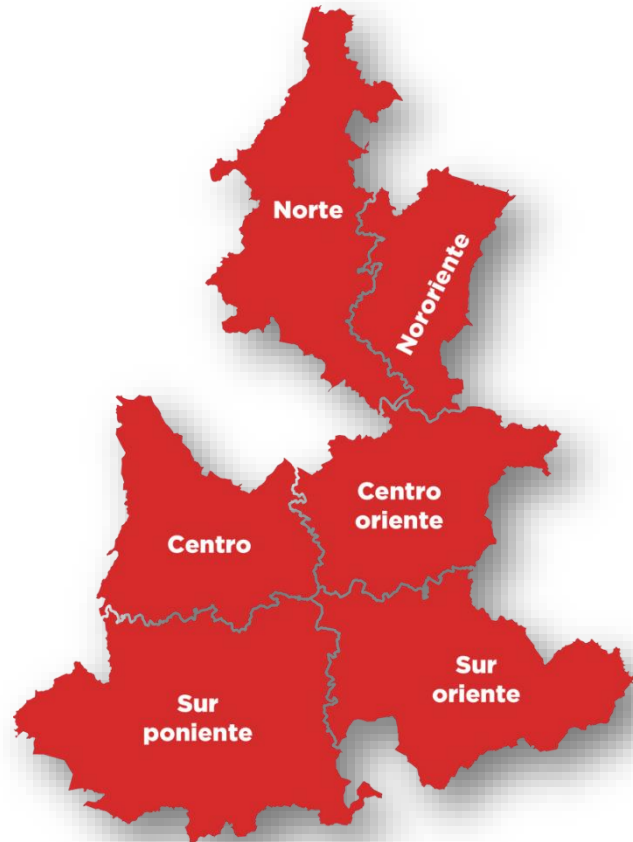 Norte
Nororiente
Centro
oriente
Centro
Sur
oriente
Sur
poniente